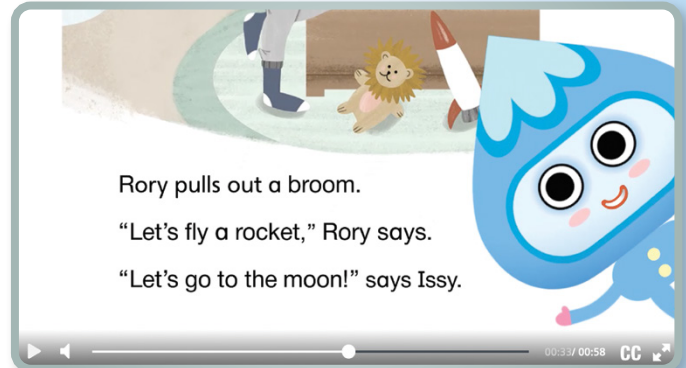 Rory pulls out a broom.
“Let’s fly a rocket,” Rory says.
“Let’s go to the moon!” says Issy.
00:33/ 00:58 CC